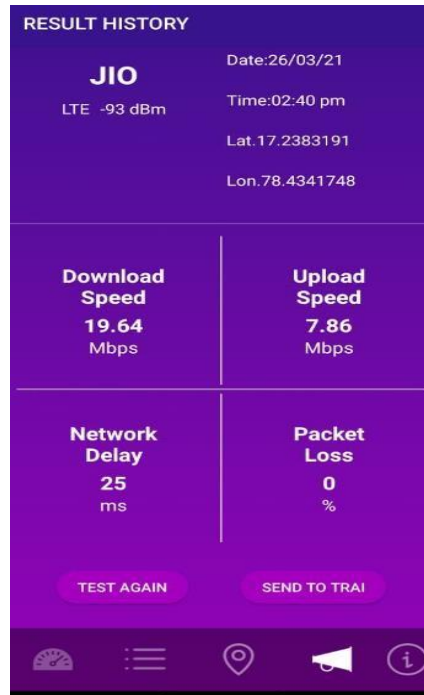 RESULT HISTORY
JIO
LTE -93 dBm
Date:26/03/21
Time:02:40 pm
Lat.17.2383191
Lon.78.4341748
Download
Speed
19.64
Mbps
Upload
Speed
7.86
Mbps
Network
Delay
25
ms
Packet
Loss
0
%
TEST AGAIN
SEND TO TRAI